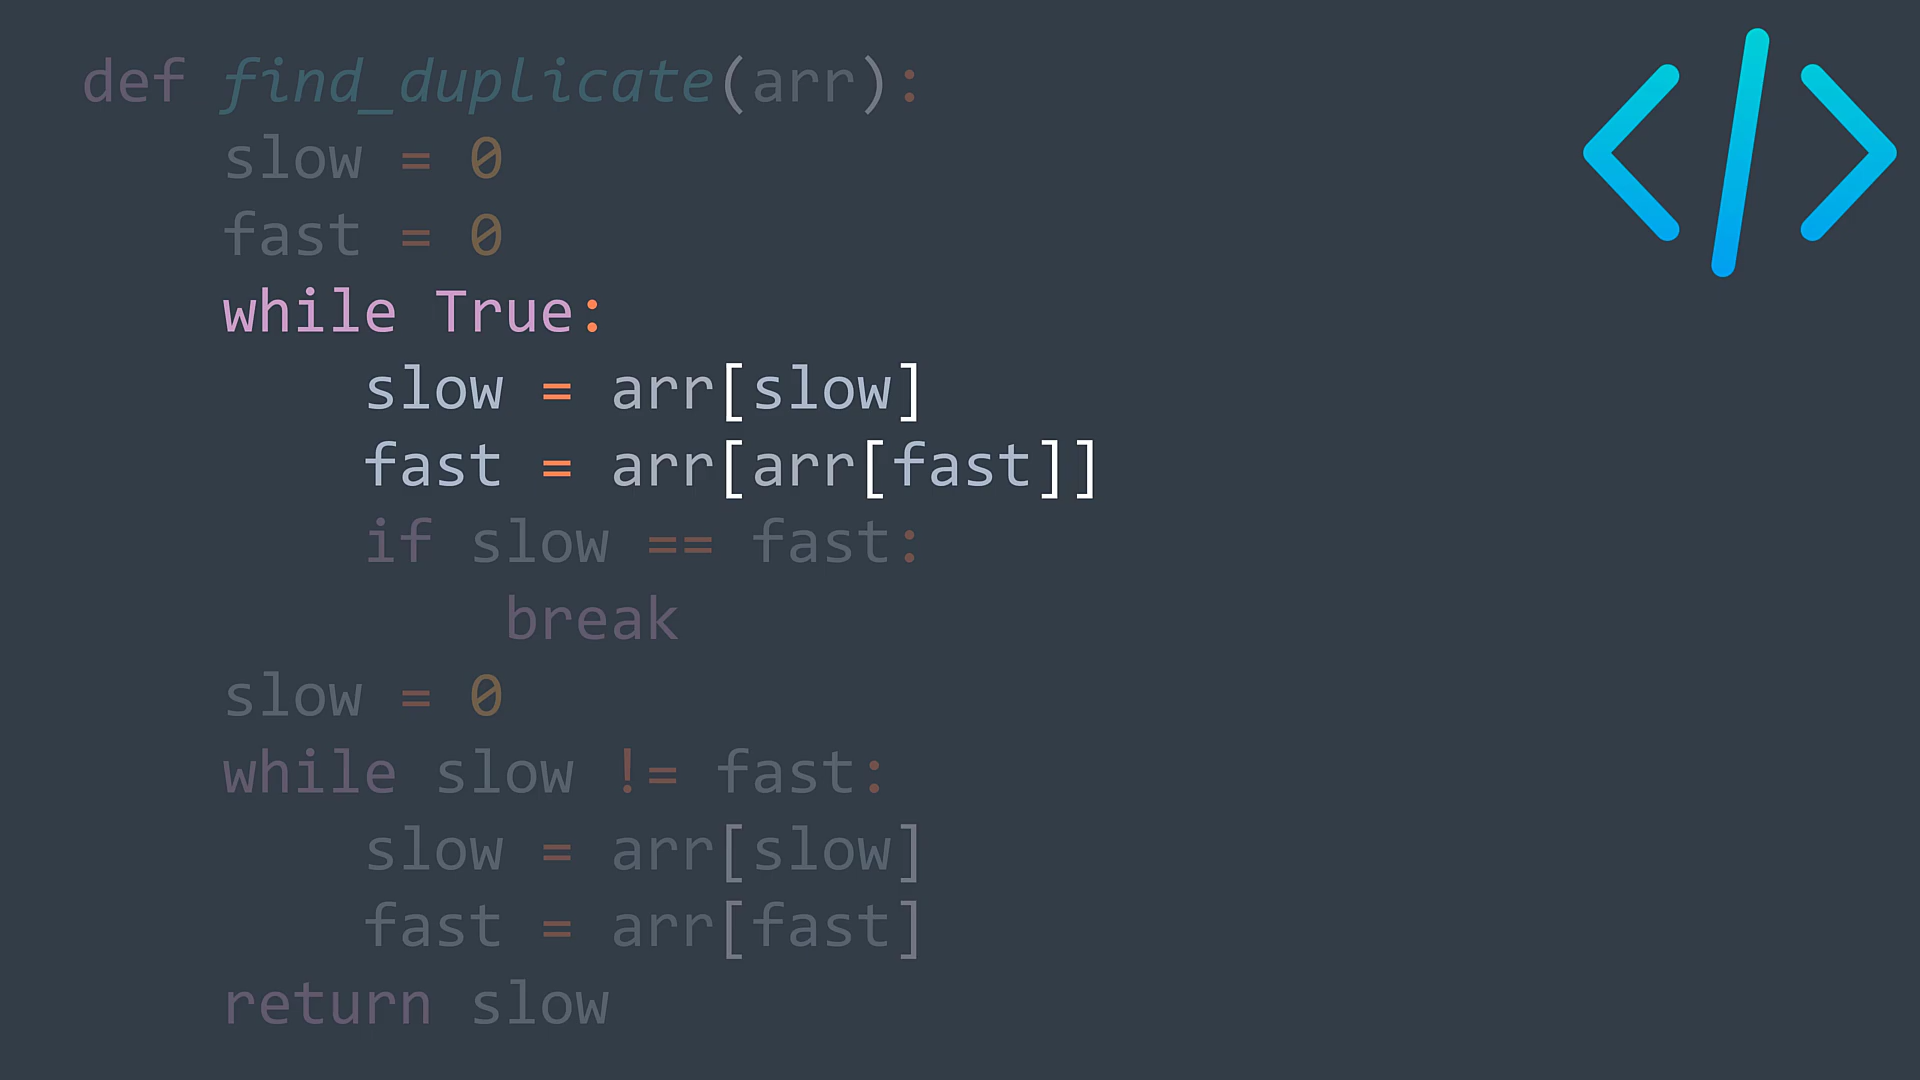 def find_duplicate(arr):
    slow = 0
    fast = 0
    while True:
        slow = arr[slow]
        fast = arr[arr[fast]]
        if slow == fast:
            break
    slow = 0
    while slow != fast:
        slow = arr[slow]
        fast = arr[fast]
    return slow